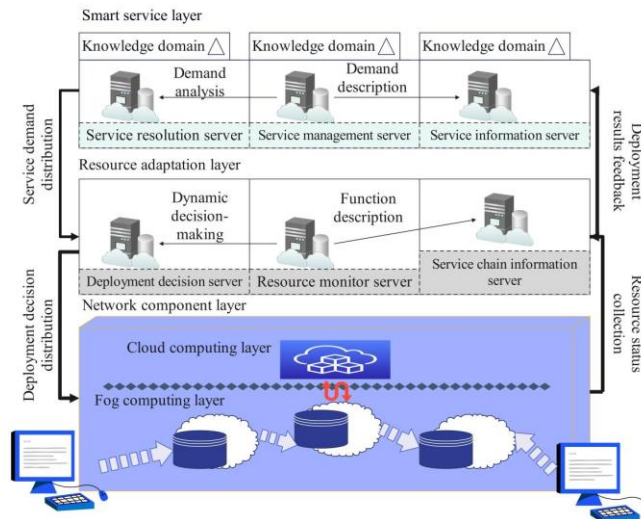 Smart service layer
Knowledge domain
Knowledge domain
Knowledge domain
Demand
analysis
Demand
description
Service resolution server
Service management server
Service information server
Service demand
distribution
Deployment
results feedback
Resource adaptation layer
Dynamic
decision-
making
Function
description
Deployment decision server
Resource monitor server
Service chain information
server
Deployment decision
distribution
Resource status
collection
Network component layer
Cloud computing layer
Fog computing layer